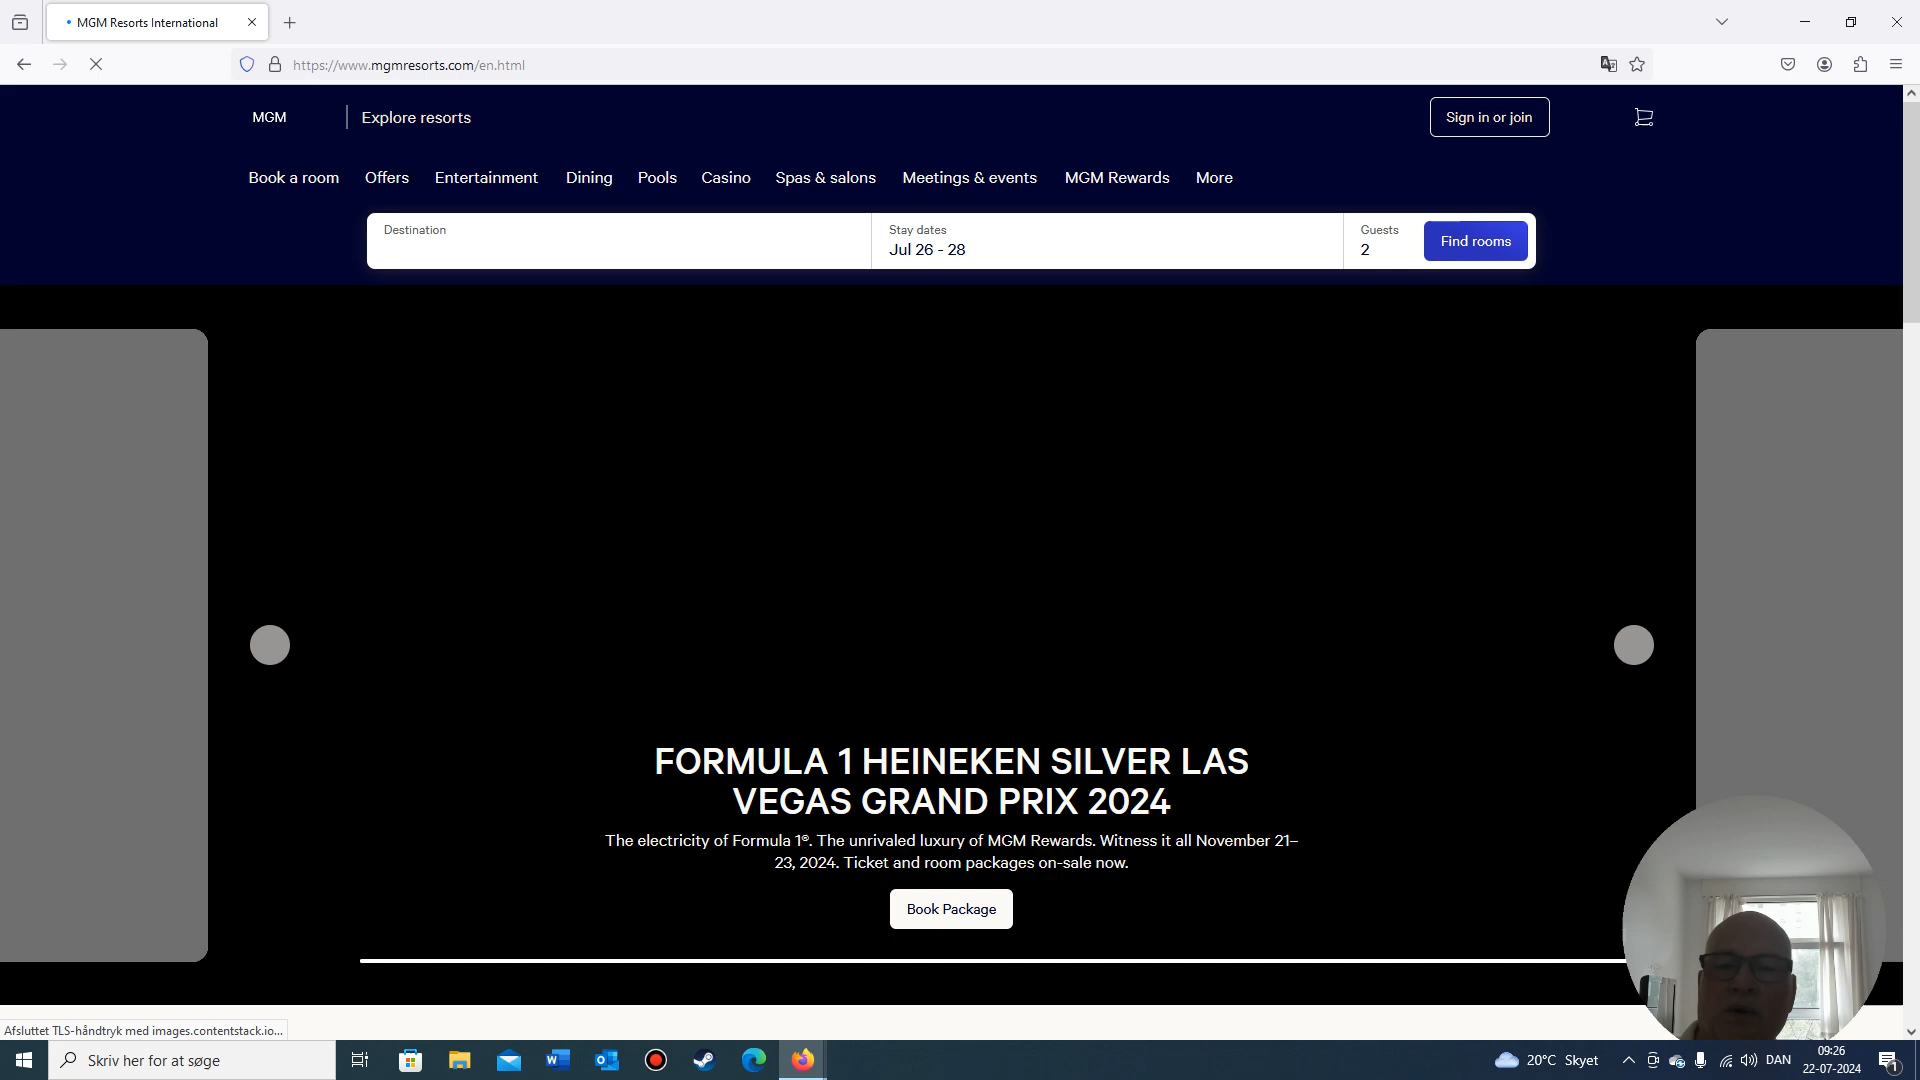 MGM Resorts International
https://www.mgmresorts.com/en.html
MGM
Explore resorts
Sign in or join
Book a room
Offers
Entertainment
Dining
Pools
Casino
Spas & salons
Meetings & events
MGM Rewards
More
Destination
Stay dates
Jul 26 - 28
Guests
2
Find rooms
FORMULA 1 HEINEKEN SILVER LAS
VEGAS GRAND PRIX 2024
The electricity of Formula 1®. The unrivaled luxury of MGM Rewards. Witness it all November 21–
23, 2024. Ticket and room packages on-sale now.
Book Package
Afsluttet TLS-håndtryk med images.contentstack.io...
Skriv her for at søge
20°C Skyet
DAN
09:26
22-07-2024
1